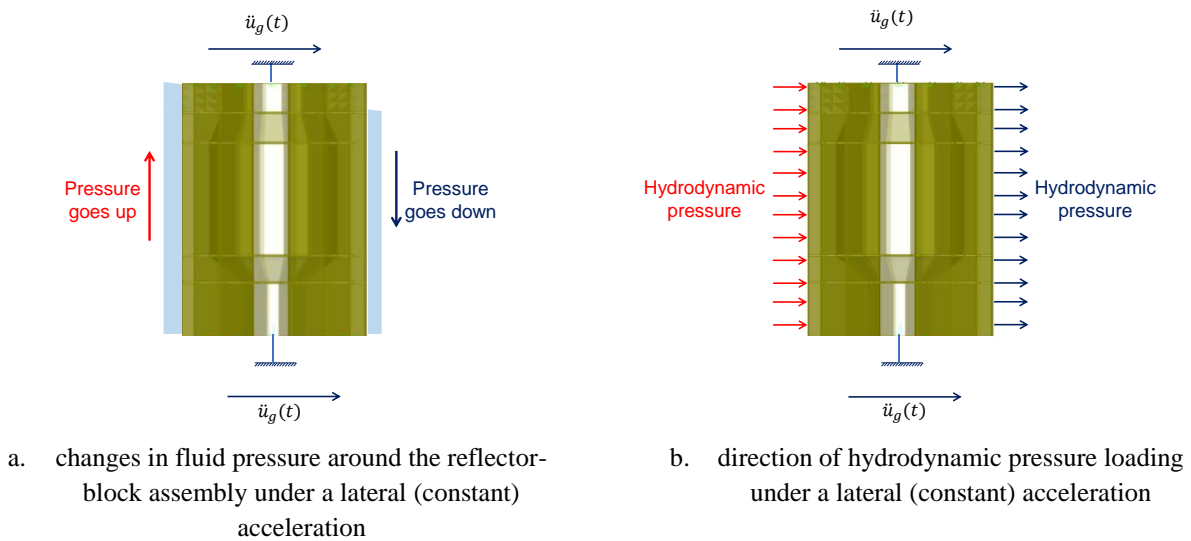 ü_g(t)
Pressure
goes up
Pressure
goes down
ü_g(t)
a. changes in fluid pressure around the reflector-
block assembly under a lateral (constant)
acceleration
ü_g(t)
Hydrodynamic
pressure
Hydrodynamic
pressure
ü_g(t)
b. direction of hydrodynamic pressure loading
under a lateral (constant) acceleration